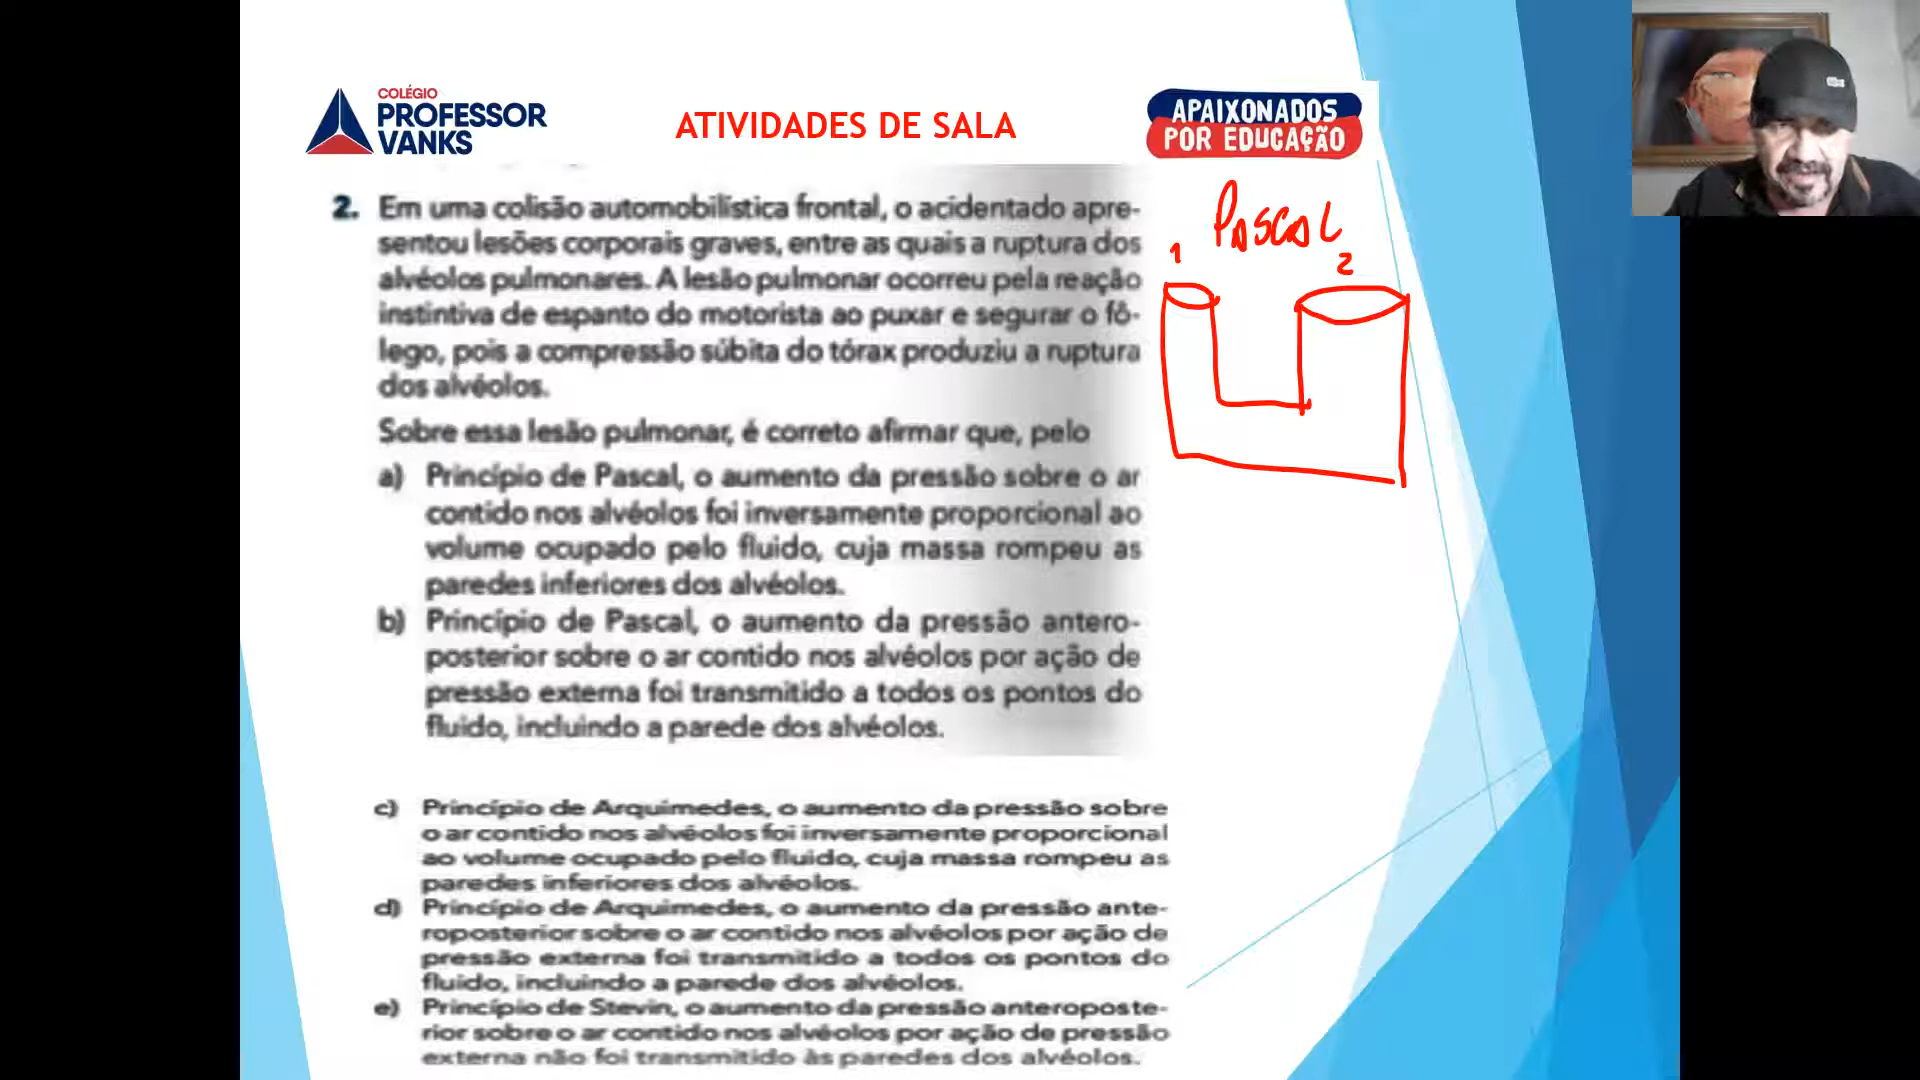 COLÉGIO
PROFESSOR
VANKS
ATIVIDADES DE SALA
APAIXONADOS
POR EDUCAÇÃO
PASCAL
1
2
2. Em uma colisão automobilística frontal, o acidentado apre-
sentou lesões corporais graves, entre as quais a ruptura dos
alvéolos pulmonares. A lesão pulmonar ocorreu pela reação
instintiva de espanto do motorista ao puxar e segurar o fô-
lego, pois a compressão súbita do tórax produziu a ruptura
dos alvéolos.
Sobre essa lesão pulmonar, é correto afirmar que, pelo
a) Princípio de Pascal, o aumento da pressão sobre o ar
contido nos alvéolos foi inversamente proporcional ao
volume ocupado pelo fluido, cuja massa rompeu as
paredes inferiores dos alvéolos.
b) Princípio de Pascal, o aumento da pressão antero-
posterior sobre o ar contido nos alvéolos por ação de
pressão externa foi transmitido a todos os pontos do
fluido, incluindo a parede dos alvéolos.
c) Princípio de Arquimedes, o aumento da pressão sobre
o ar contido nos alvéolos foi inversamente proporcional
ao volume ocupado pelo fluido, cuja massa rompeu as
paredes inferiores dos alvéolos.
d) Princípio de Arquimedes, o aumento da pressão ante-
roposterior sobre o ar contido nos alvéolos por ação de
pressão externa foi transmitido a todos os pontos do
fluido, incluindo a parede dos alvéolos.
e) Princípio de Stevin, o aumento da pressão anteroposte-
rior sobre o ar contido nos alvéolos por ação de pressão
externa não foi transmitido às paredes dos alvéolos.